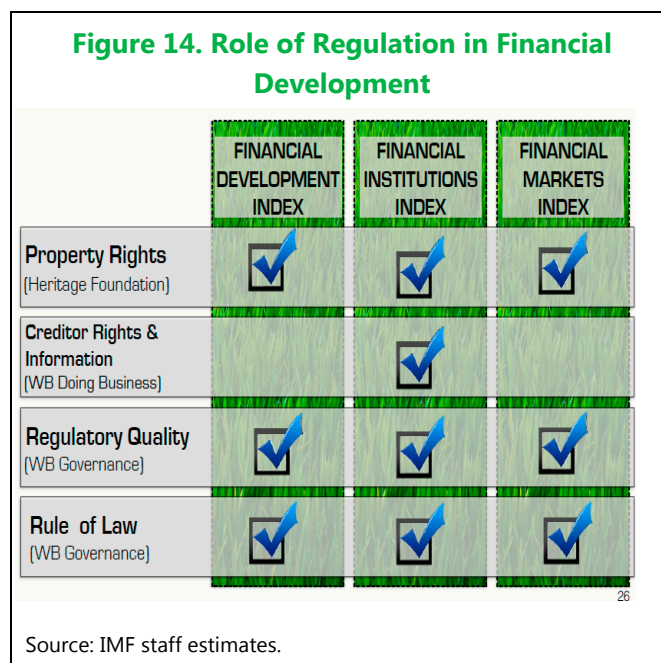 Figure 14. Role of Regulation in Financial
Development
FINANCIAL
DEVELOPMENT
INDEX
FINANCIAL
INSTITUTIONS
INDEX
FINANCIAL
MARKETS
INDEX
Property Rights
(Heritage Foundation)
Creditor Rights &
Information
(WB Doing Business)
Regulatory Quality
(WB Governance)
Rule of Law
(WB Governance)
26
Source: IMF staff estimates.